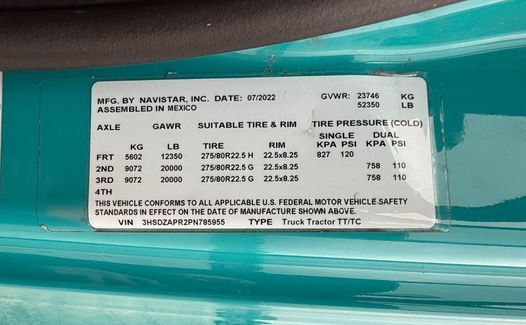 MFG. BY NAVISTAR, INC. DATE: 07/2022 GVWR: 23746 KG
ASSEMBLED IN MEXICO 52350 LB
AXLE GAWR SUITABLE TIRE & RIM TIRE PRESSURE (COLD)
SINGLE DUAL
KG LB TIRE RIM KPA PSI KPA PSI
FRT 5602 12350 275/80R22.5 H 22.5x8.25 827 120
2ND 9072 20000 275/80R22.5 G 22.5x8.25 758 110
3RD 9072 20000 275/80R22.5 G 22.5x8.25 758 110
4TH
THIS VEHICLE CONFORMS TO ALL APPLICABLE U.S. FEDERAL MOTOR VEHICLE SAFETY
STANDARDS IN EFFECT ON THE DATE OF MANUFACTURE SHOWN ABOVE.
VIN 3HSDZAPR2PN785955 TYPE Truck Tractor TT/TC